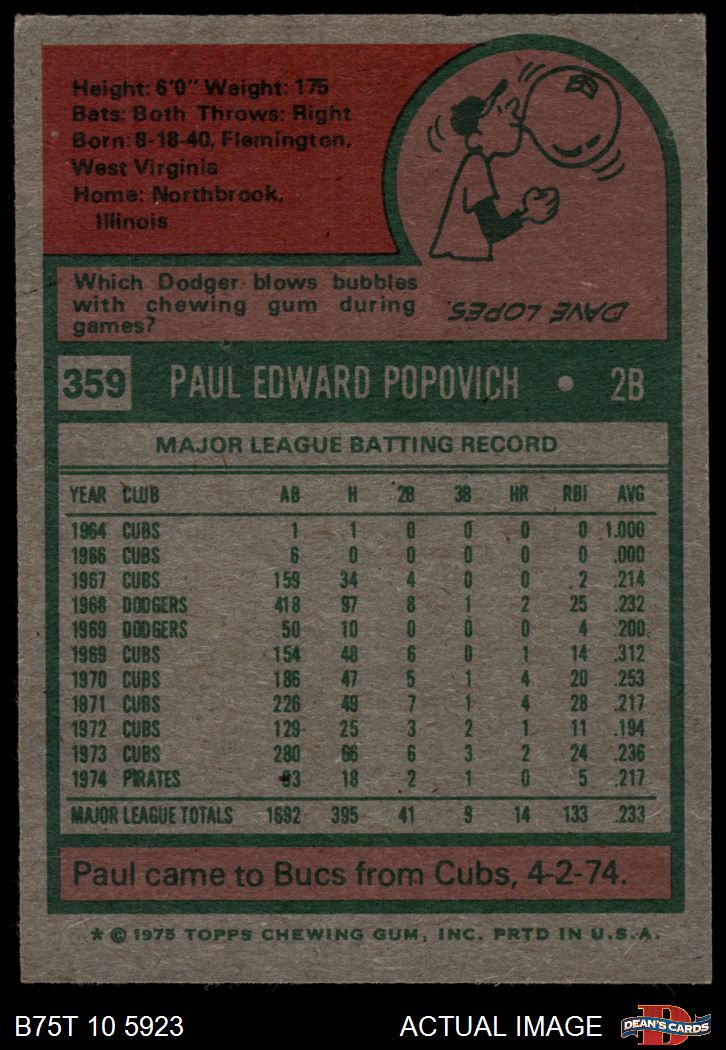 Height: 6'0" Weight: 175
Bats: Both Throws: Right
Born: 8-18-40, Flemington,
West Virginia
Home: Northbrook,
Illinois
Which Dodger blows bubbles
with chewing gum during
games?
DAVE LOPES.
359 PAUL EDWARD POPOVICH • 2B
MAJOR LEAGUE BATTING RECORD
YEAR CLUB AB H 2B 3B HR RBI AVG
1964 CUBS 1 1 0 0 0 0 1.000
1966 CUBS 6 0 0 0 0 0 .000
1967 CUBS 159 34 4 0 0 2 .214
1968 DODGERS 418 97 8 1 2 25 .232
1969 DODGERS 50 10 0 0 0 4 .200
1969 CUBS 154 48 6 0 1 14 .312
1970 CUBS 186 47 5 1 4 20 .253
1971 CUBS 226 49 7 1 4 28 .217
1972 CUBS 129 25 3 2 1 11 .194
1973 CUBS 280 66 6 3 2 24 .236
1974 PIRATES 83 18 2 1 0 5 .217
MAJOR LEAGUE TOTALS 1692 395 41 9 14 133 .233
Paul came to Bucs from Cubs, 4-2-74.
* © 1975 TOPPS CHEWING GUM, INC. PRTD IN U.S.A.
B75T 10 5923 ACTUAL IMAGE DEAN'S CARDS